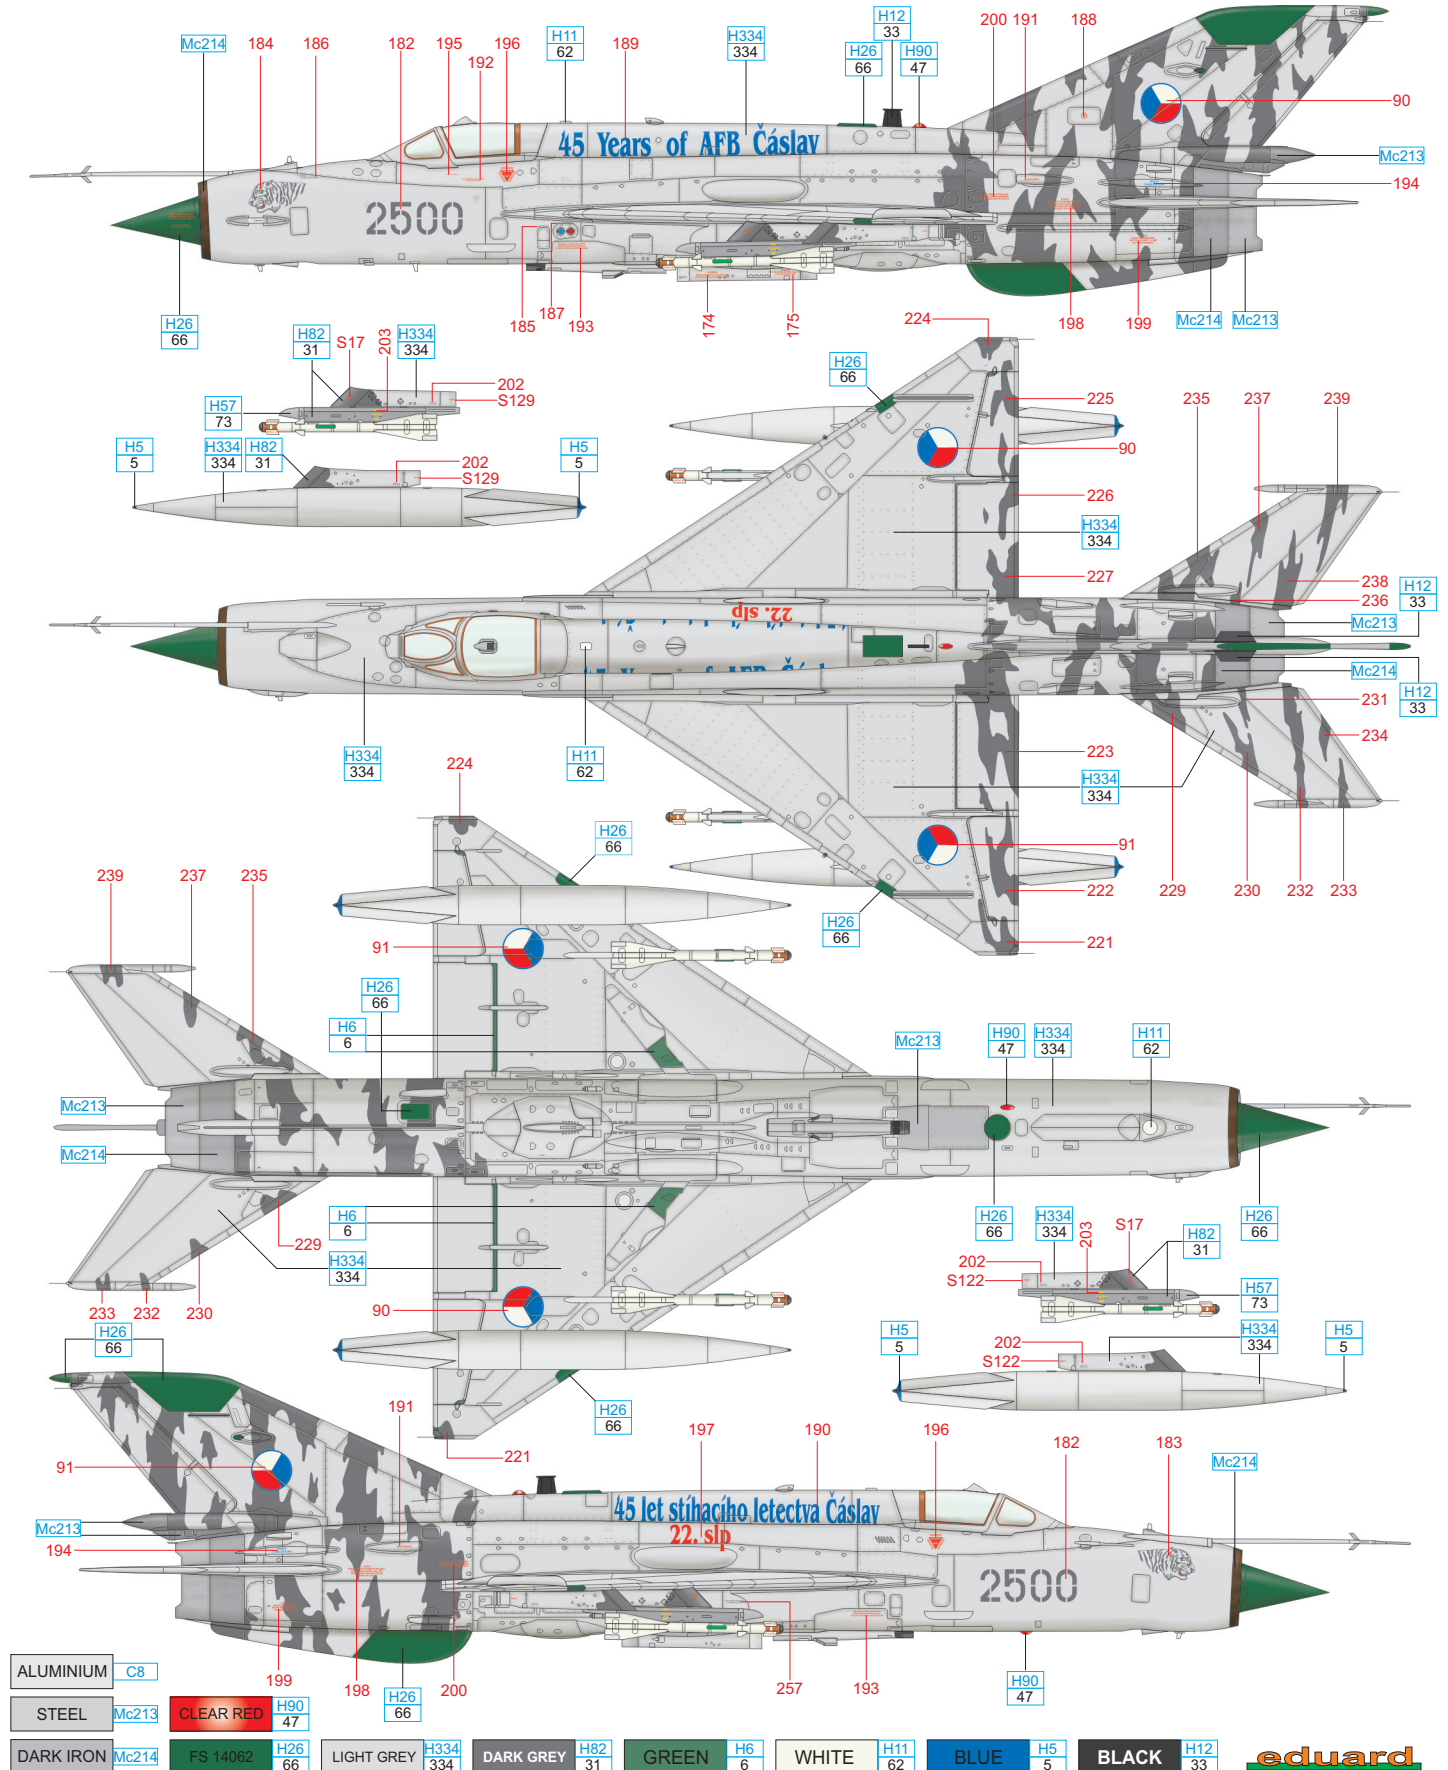 H12
33
H11
62
H334
334
H26
66
H90
47
Mc214
184
186
182
195
192
196
189
200
191
188
90
45 Years of AFB Čáslav
Mc213
194
2500
185
187
193
174
175
198
199
Mc214
Mc213
H26
66
H82
31
S17
203
H334
334
202
S129
H57
73
224
H26
66
225
235
237
239
H5
5
H334
334
H82
31
202
S129
H5
5
90
226
H334
334
227
238
236
H12
33
Mc213
22. slp
45 Years of AFB Čáslav
Mc214
231
H12
33
H334
334
H11
62
223
234
H334
334
224
H26
66
91
222
229
230
232
233
H26
66
221
239
237
235
91
H26
66
H6
6
Mc213
H90
47
H334
334
H11
62
Mc213
H26
66
Mc214
H6
6
229
H334
334
233
232
230
90
H26
66
H334
334
203
S17
H82
31
H26
66
202
S122
H57
73
H5
5
202
S122
H334
334
H5
5
H26
66
H26
66
221
191
197
190
196
182
183
91
Mc214
45 let stíhacího letectva Čáslav
22. slp
Mc213
194
2500
199
198
H26
66
200
257
193
H90
47
ALUMINIUM C8
STEEL Mc213
CLEAR RED H90
47
DARK IRON Mc214
FS 14062 H26
66
LIGHT GREY H334
334
DARK GREY H82
31
GREEN H6
6
WHITE H11
62
BLUE H5
5
BLACK H12
33
eduard